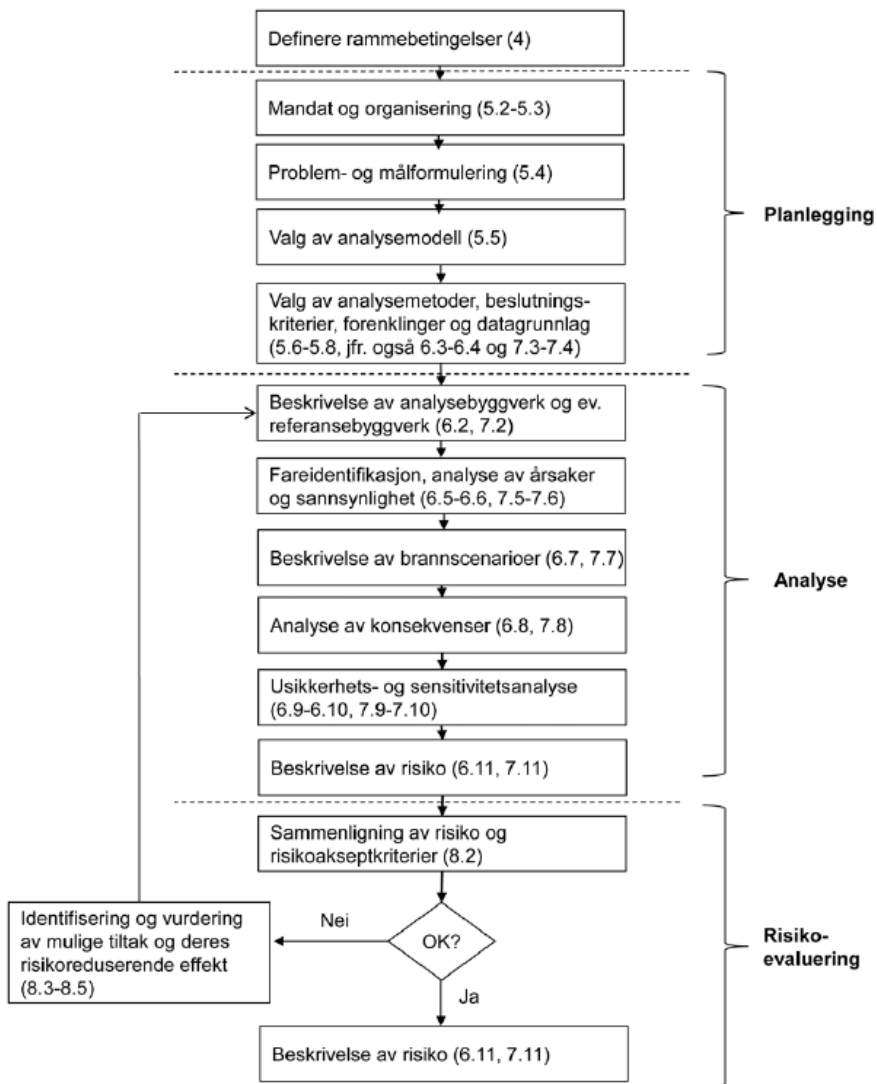 Definere rammebetingelser (4)
Mandat og organisering (5.2-5.3)
Problem- og målformulering (5.4)
Planlegging
Valg av analysemodell (5.5)
Valg av analysemetoder, beslutnings-
kriterier, forenklinger og datagrunnlag
(5.6-5.8, jfr. også 6.3-6.4 og 7.3-7.4)
Beskrivelse av analysebyggverk og ev.
referansebyggverk (6.2, 7.2)
Fareidentifikasjon, analyse av årsaker
og sannsynlighet (6.5-6.6, 7.5-7.6)
Beskrivelse av brannscenarioer (6.7, 7.7)
Analyse
Analyse av konsekvenser (6.8, 7.8)
Usikkerhets- og sensitivitetsanalyse
(6.9-6.10, 7.9-7.10)
Beskrivelse av risiko (6.11, 7.11)
Sammenligning av risiko og
risikoakseptkriterier (8.2)
Identifisering og vurdering
av mulige tiltak og deres
risikoreduserende effekt
(8.3-8.5)
Nei
OK?
Risiko-
evaluering
Ja
Beskrivelse av risiko (6.11, 7.11)